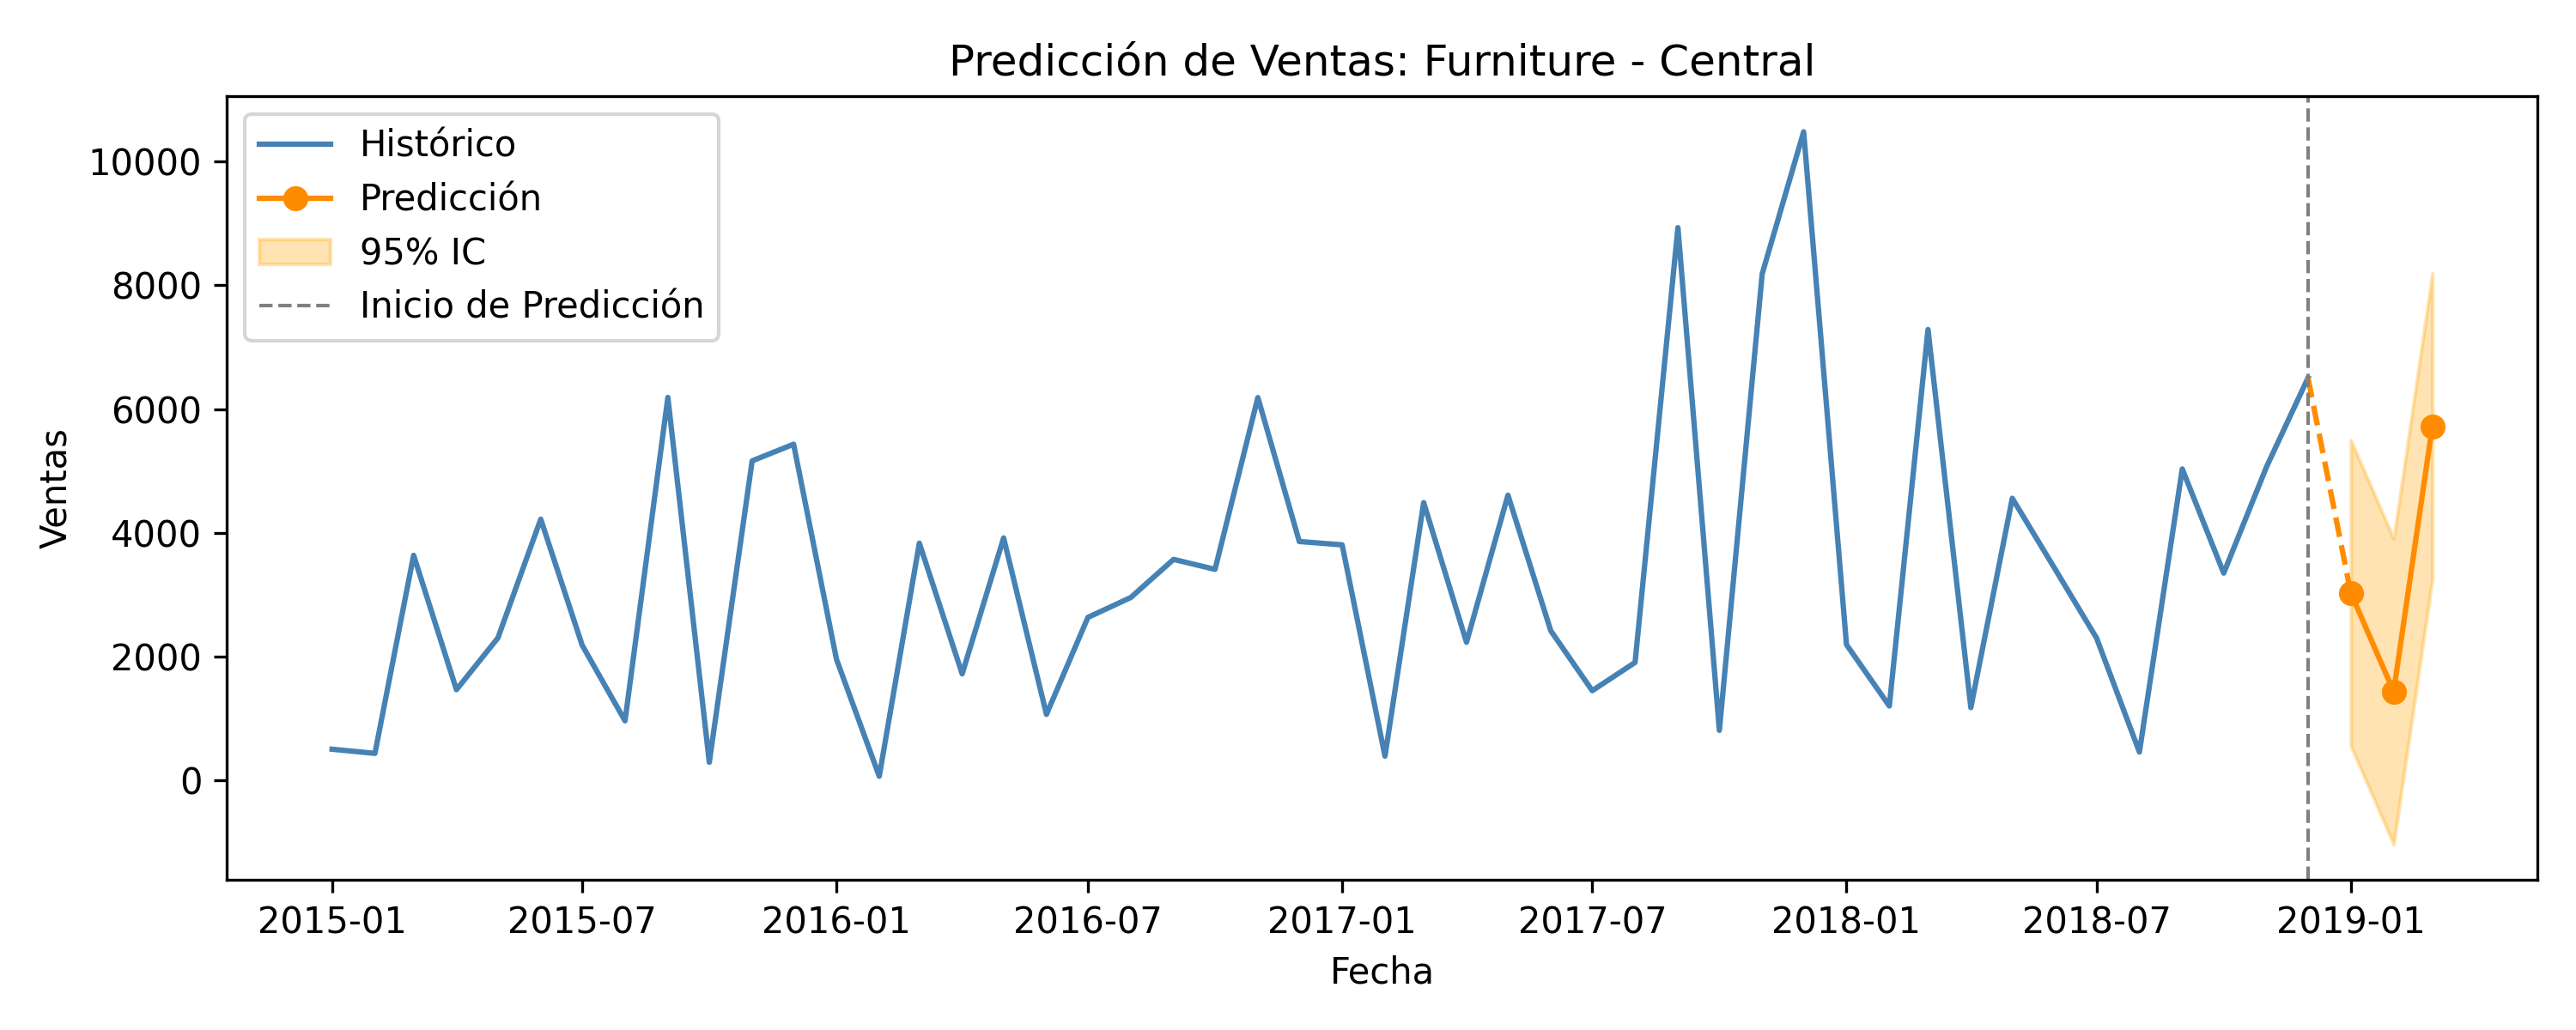 Predicción de Ventas: Furniture - Central
Histórico
Predicción
95% IC
Inicio de Predicción
10000
8000
6000
4000
2000
0
Ventas
2015-01 2015-07 2016-01 2016-07 2017-01 2017-07 2018-01 2018-07 2019-01
Fecha